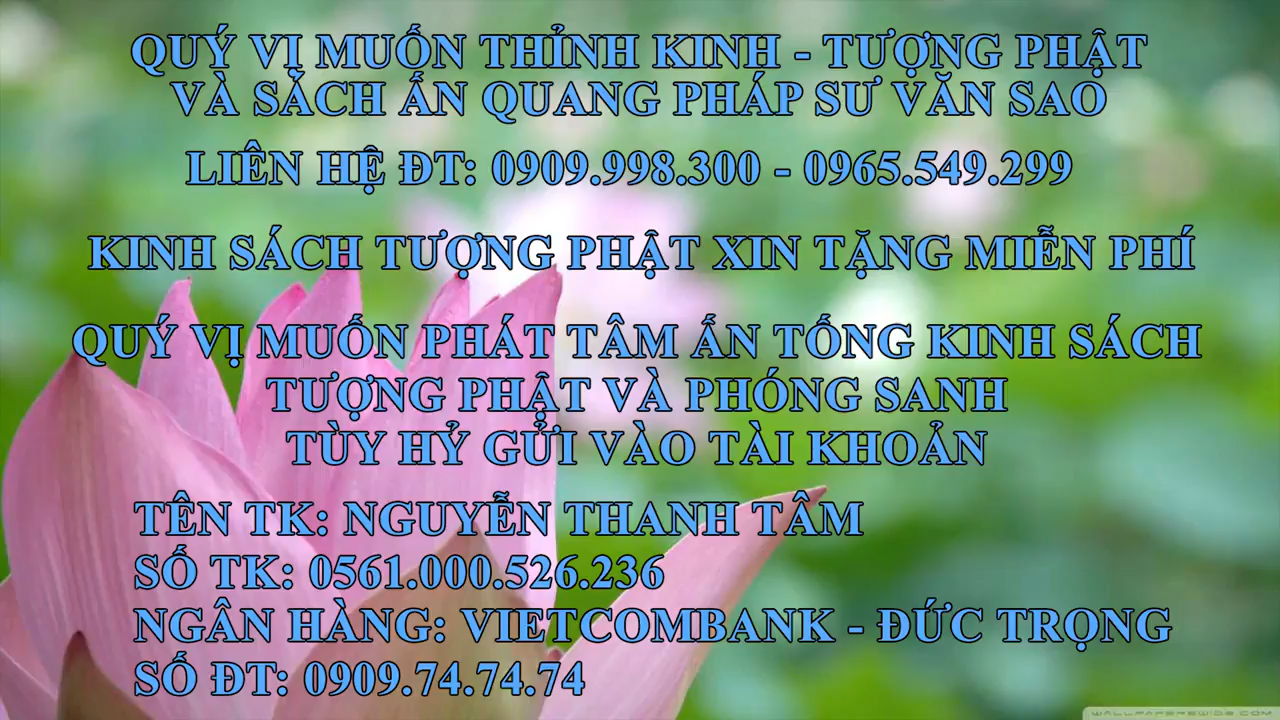 QUÝ VỊ MUỐN THỈNH KINH - TƯỢNG PHẬT
VÀ SÁCH ẤN QUANG PHÁP SƯ VĂN SAO
LIÊN HỆ ĐT: 0909.998.300 - 0965.549.299
KINH SÁCH TƯỢNG PHẬT XIN TẶNG MIỄN PHÍ
QUÝ VỊ MUỐN PHÁT TÂM ẤN TỐNG KINH SÁCH
TƯỢNG PHẬT VÀ PHÓNG SANH
TÙY HỶ GỬI VÀO TÀI KHOẢN
TÊN TK: NGUYỄN THANH TÂM
SỐ TK: 0561.000.526.236
NGÂN HÀNG: VIETCOMBANK - ĐỨC TRỌNG
SỐ ĐT: 0909.74.74.74
WALLPAPERSWIDE.COM